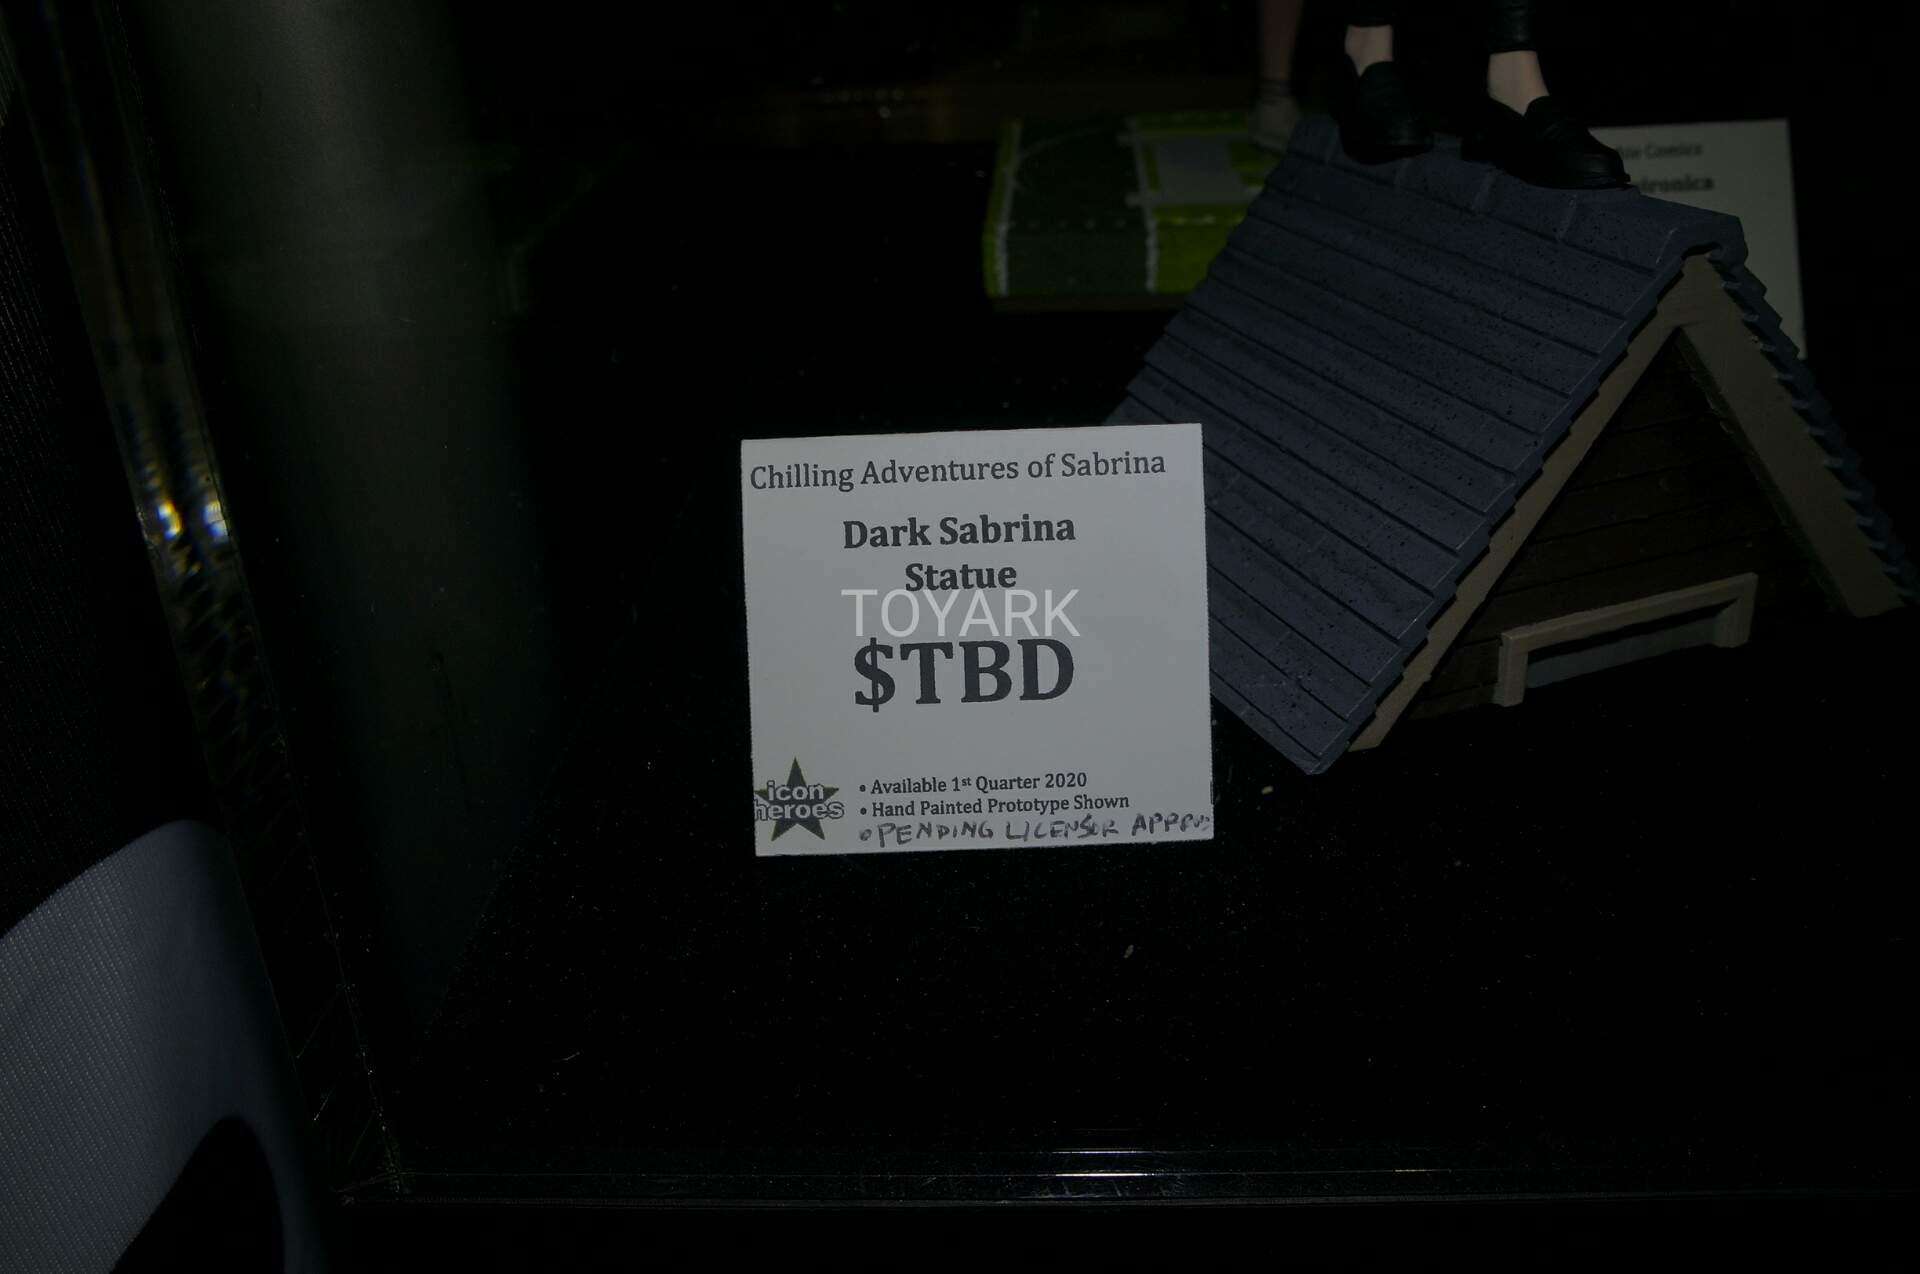 Comics
Chilling Adventures of Sabrina
Dark Sabrina
Statue
TOYARK
$TBD
icon
heroes
• Available 1st Quarter 2020
• Hand Painted Prototype Shown
• PENDING LICENSOR